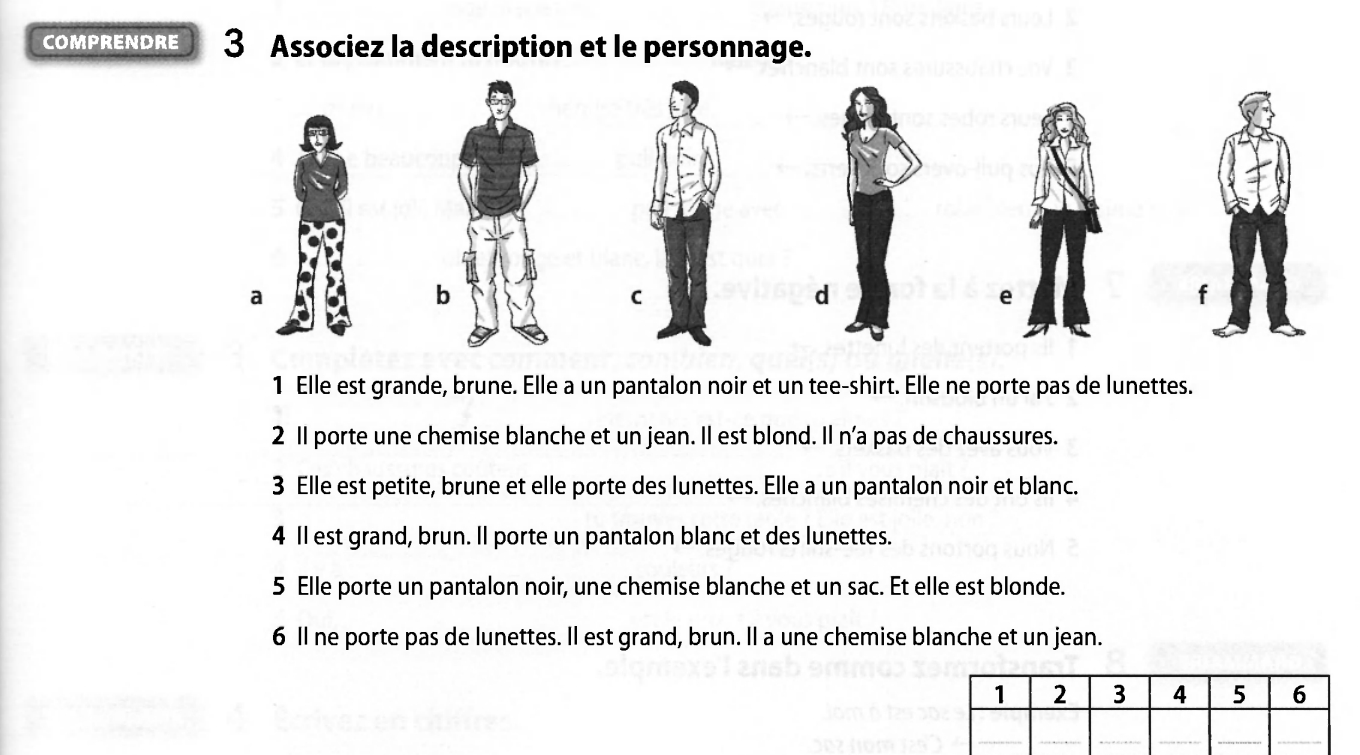 COMPRENDRE 3 Associez la description et le personnage.
a b c d e f
1 Elle est grande, brune. Elle a un pantalon noir et un tee-shirt. Elle ne porte pas de lunettes.
2 Il porte une chemise blanche et un jean. Il est blond. Il n'a pas de chaussures.
3 Elle est petite, brune et elle porte des lunettes. Elle a un pantalon noir et blanc.
4 Il est grand, brun. Il porte un pantalon blanc et des lunettes.
5 Elle porte un pantalon noir, une chemise blanche et un sac. Et elle est blonde.
6 Il ne porte pas de lunettes. Il est grand, brun. Il a une chemise blanche et un jean.
1 2 3 4 5 6